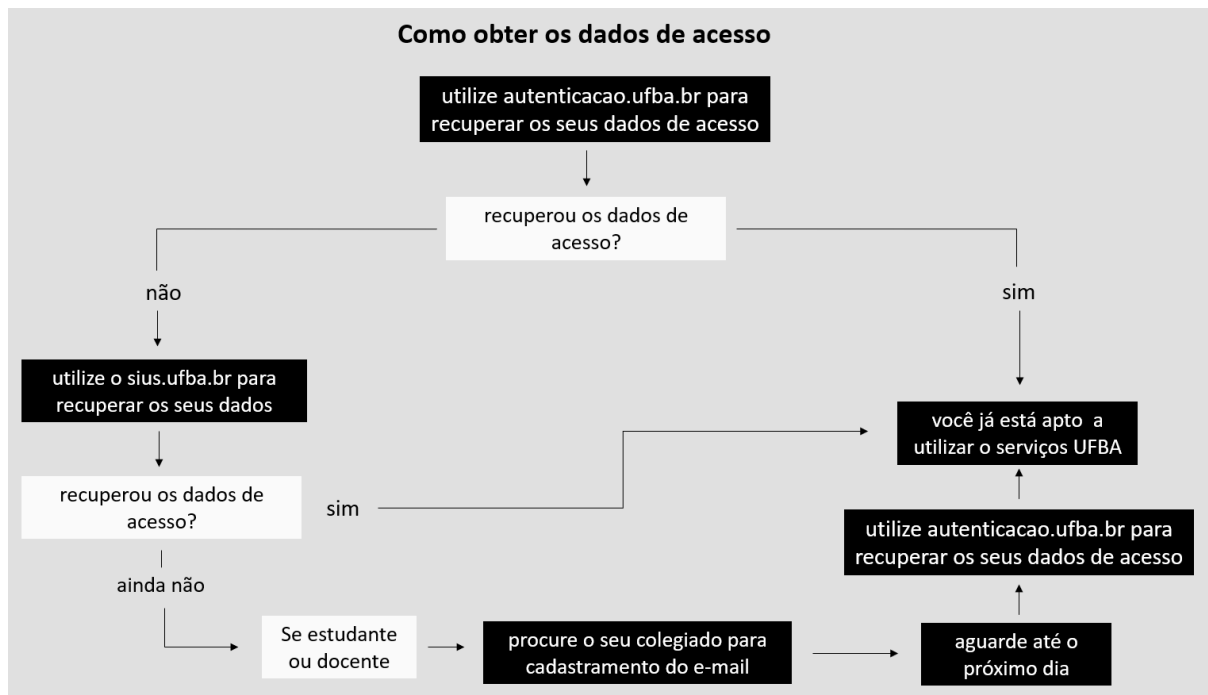 Como obter os dados de acesso
utilize autenticacao.ufba.br para
recuperar os seus dados de acesso
recuperou os dados de
acesso?
não
sim
utilize o sius.ufba.br para
recuperar os seus dados
você já está apto a
utilizar o serviços UFBA
recuperou os dados de
acesso?
sim
utilize autenticacao.ufba.br para
recuperar os seus dados de acesso
ainda não
Se estudante
ou docente
procure o seu colegiado para
cadastramento do e-mail
aguarde até o
próximo dia